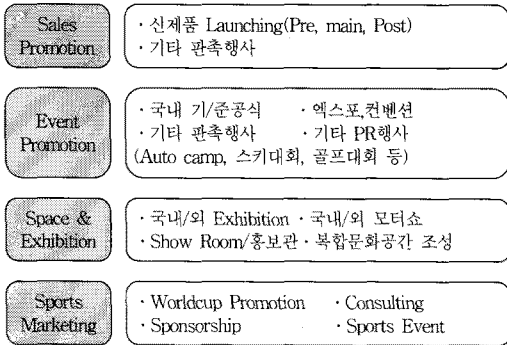 Sales
Promotion
· 신제품 Launching(Pre, main, Post)
· 기타 판촉행사
Event
Promotion
· 국내 기/준공식 · 엑스포,컨벤션
· 기타 판촉행사 · 기타 PR행사
(Auto camp, 스키대회, 골프대회 등)
Space &
Exhibition
· 국내/외 Exhibition · 국내/외 모터쇼
· Show Room/홍보관 · 복합문화공간 조성
Sports
Marketing
· Worldcup Promotion · Consulting
· Sponsorship · Sports Event